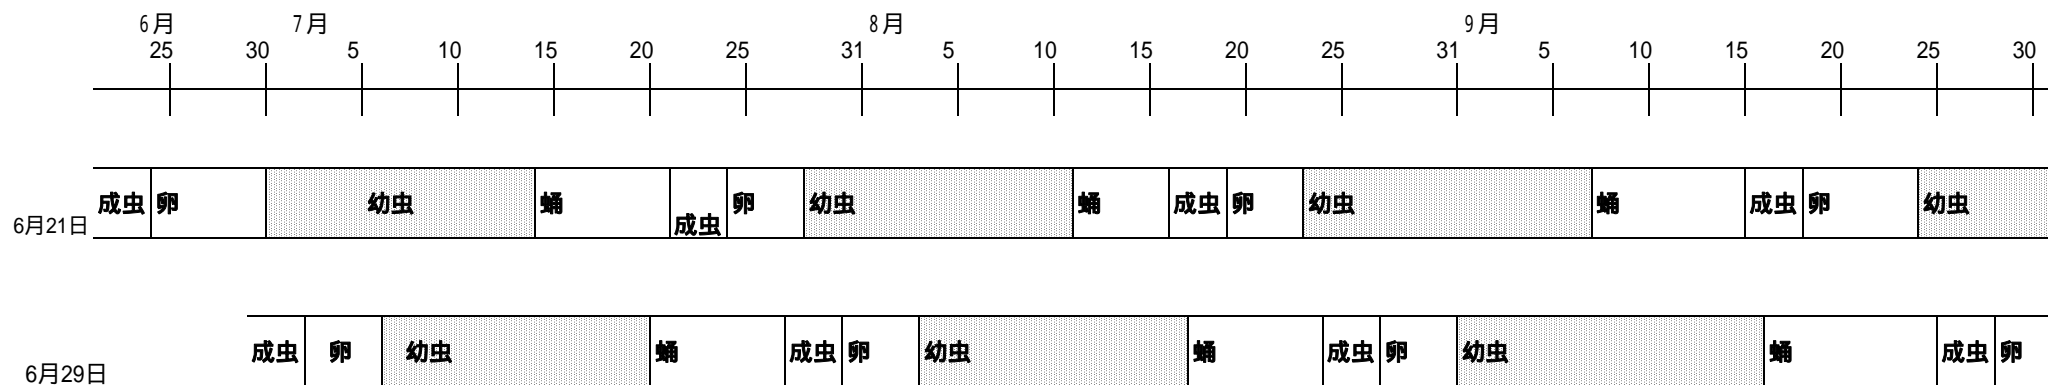 6月 7月 8月 9月
25 30 5 10 15 20 25 31 5 10 15 20 25 31 5 10 15 20 25 30
成虫 卵 幼虫 蛹 成虫 卵 幼虫 蛹 成虫 卵 幼虫 蛹 成虫 卵 幼虫
6月21日
成虫 卵 幼虫 蛹 成虫 卵 幼虫 蛹 成虫 卵 幼虫 蛹 成虫 卵
6月29日